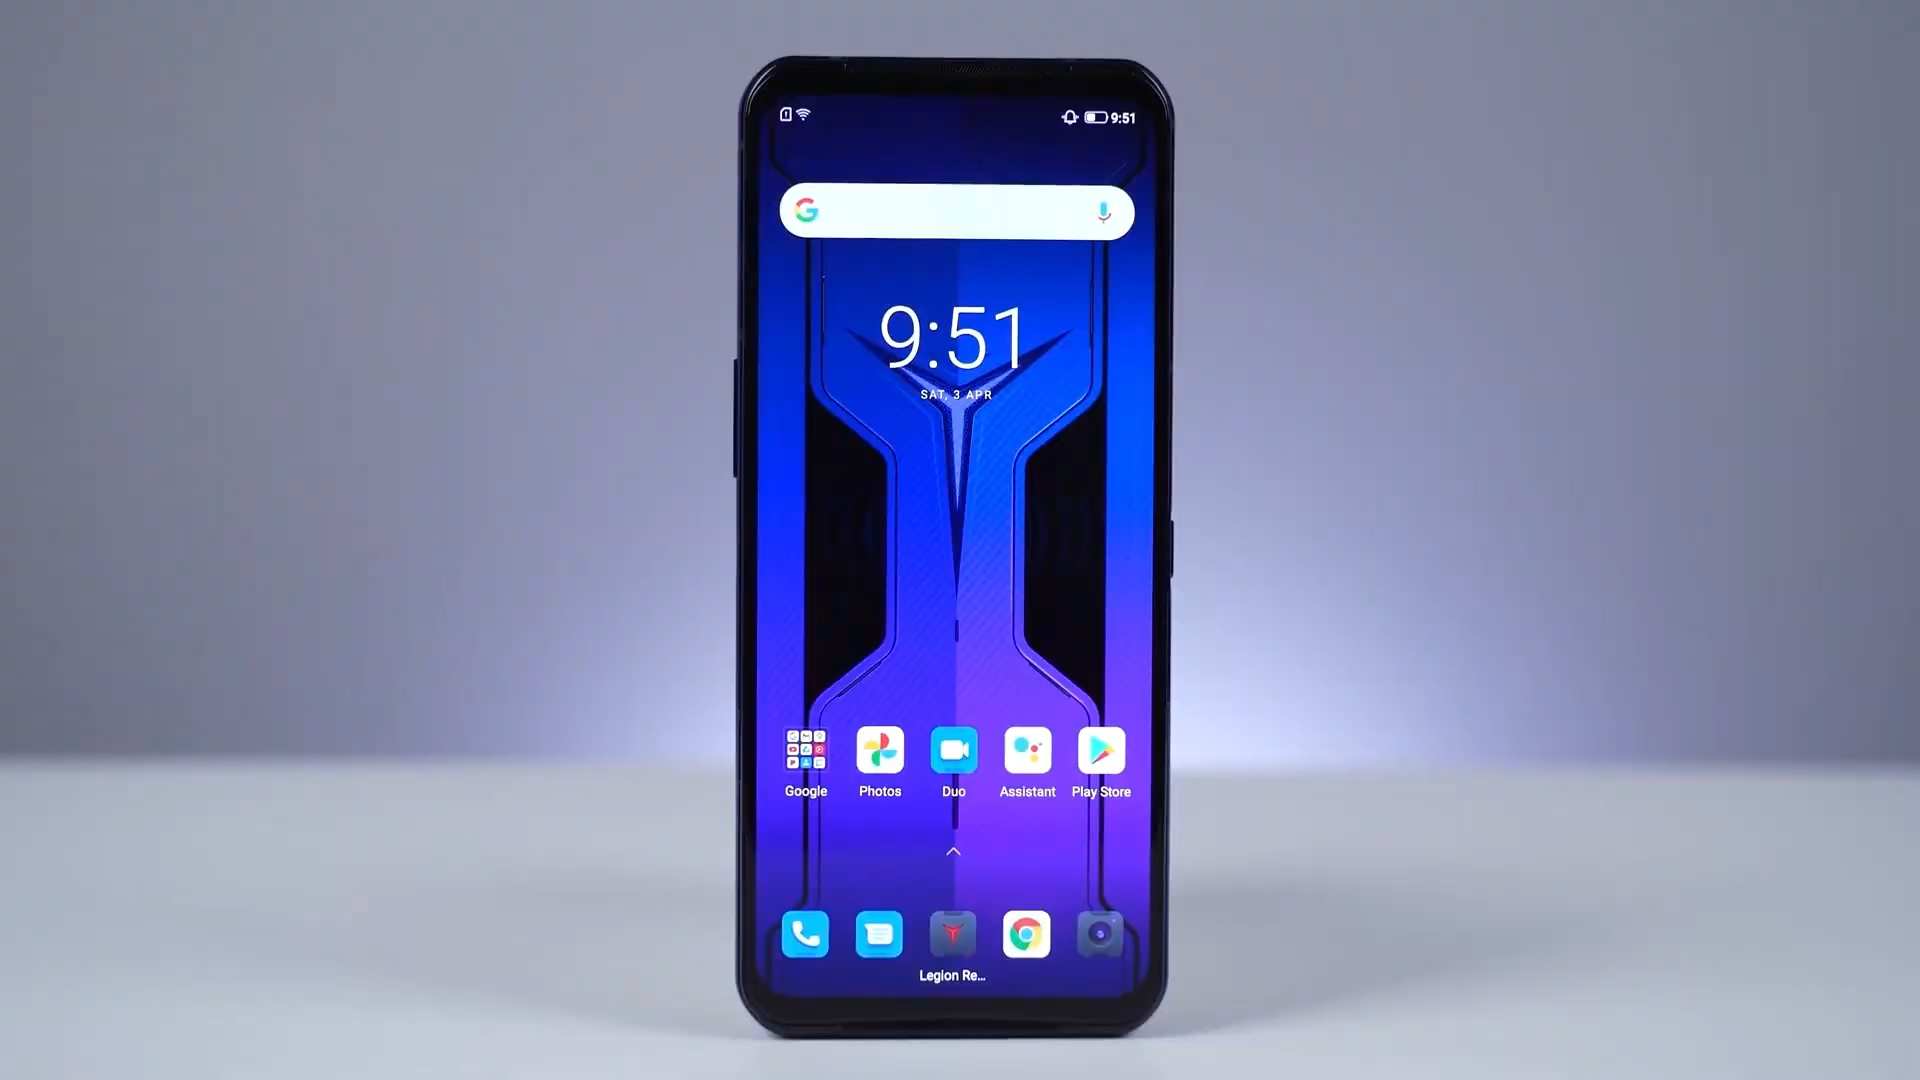 9:51
9:51
SAT, 3 APR
Google
Photos
Duo
Assistant
Play Store
Legion Re...